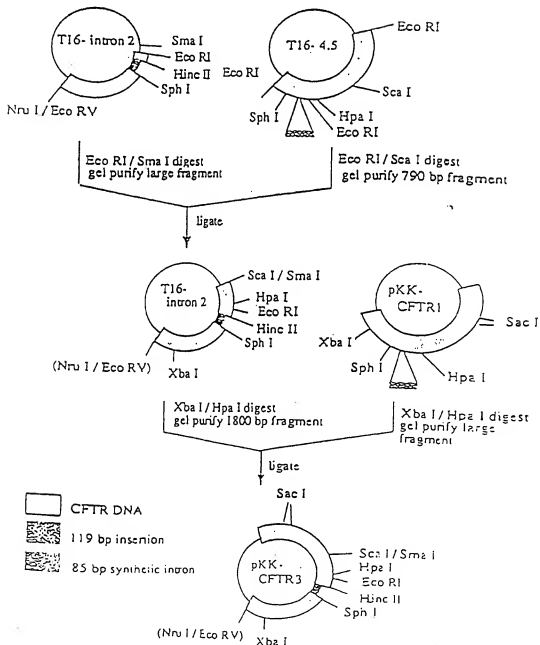 T16-intron 2
Sma I
Eco RI
Hinc II
Sph I
Nru I / Eco RV
T16- 4.5
Eco RI
Eco RI
Sca I
Sph I
Hpa I
Eco RI
Eco RI / Sma I digest
gel purify large fragment
Eco RI / Sca I digest
gel purify 790 bp fragment
ligate
T16-
intron 2
Sca I / Sma I
Hpa I
Eco RI
Hinc II
Sph I
(Nru I / Eco RV)
Xba I
pKK-
CFTR1
Sac I
Xba I
Sph I
Hpa I
Xba I / Hpa I digest
gel purify 1800 bp fragment
Xba I / Hpa I digest
gel purify large
fragment
ligate
Sac I
pKK-
CFTR3
Sca I / Sma I
Hpa I
Eco RI
Hinc II
Sph I
(Nru I / Eco RV)
Xba I
CFTR DNA
119 bp insertion
85 bp synthetic intron